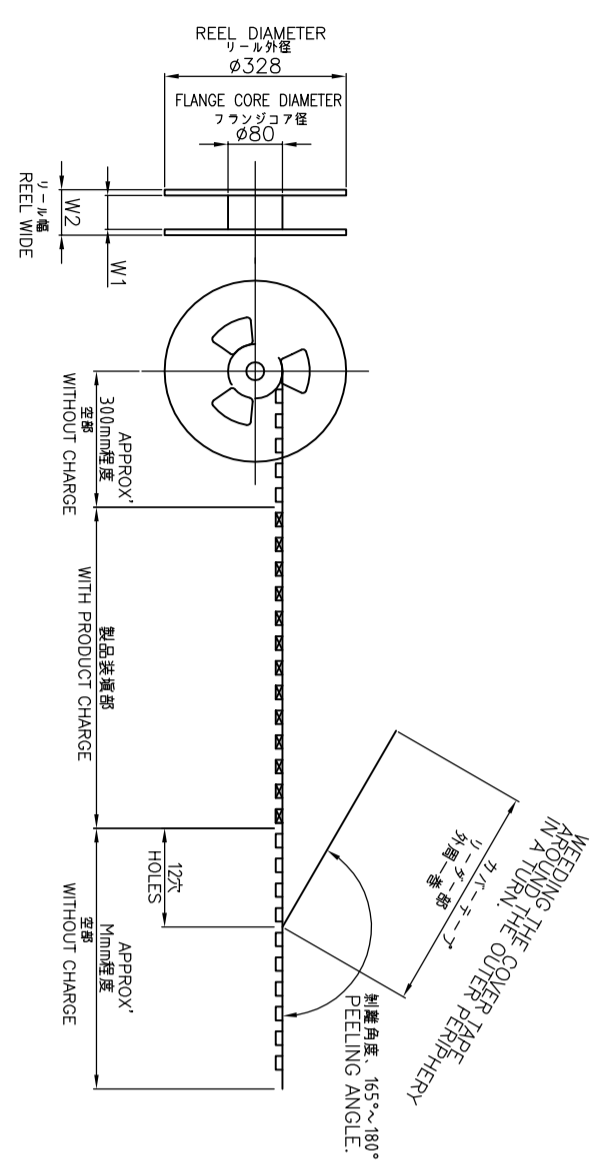 REEL DIAMETER
リール外径
φ328
FLANGE CORE DIAMETER
フランジコア径
φ80
W1
W2
リール幅
REEL WIDE
APPROX'
300mm程度
空部
WITHOUT CHARGE
製品装填部
WITH PRODUCT CHARGE
12穴
HOLES
APPROX'
Mmm程度
空部
WITHOUT CHARGE
カバーテープ
リーダー部
外周一巻
WEEDING THE COVER TAPE
AROUND THE OUTER PERIPHERY
IN A TURN.
剥離角度、165°~180°
PEELING ANGLE.